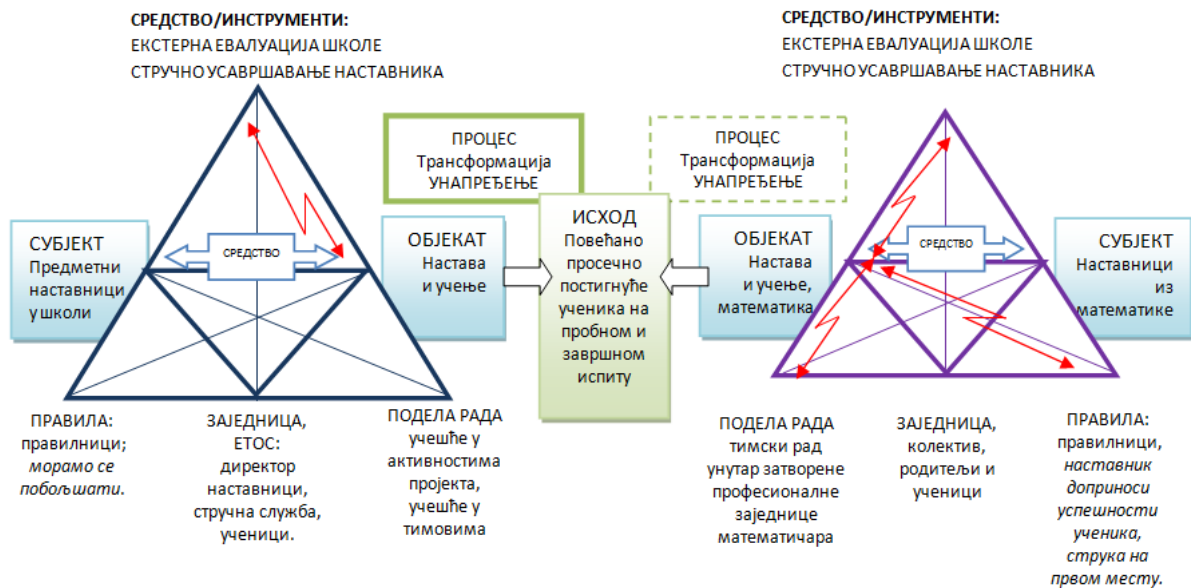 СРЕДСТВО/ИНСТРУМЕНТИ:
ЕКСТЕРНА ЕВАЛУАЦИЈА ШКОЛЕ
СТРУЧНО УСАВРШАВАЊЕ НАСТАВНИКА
СРЕДСТВО/ИНСТРУМЕНТИ:
ЕКСТЕРНА ЕВАЛУАЦИЈА ШКОЛЕ
СТРУЧНО УСАВРШАВАЊЕ НАСТАВНИКА
ПРОЦЕС
Трансформација
УНАПРЕЂЕЊЕ
ПРОЦЕС
Трансформација
УНАПРЕЂЕЊЕ
СУБЈЕКТ
Предметни
наставници
у школи
СРЕДСТВО
ОБЈЕКАТ
Настава
и учење
ИСХОД
Повећано
просечно
постигнуће
ученика на
пробном и
завршном
испиту
ОБЈЕКАТ
Настава
и учење,
математика
СРЕДСТВО
СУБЈЕКТ
Наставници
из
математике
ПРАВИЛА:
правилници;
морамо се
побољшати.
ЗАЈЕДНИЦА,
ЕТОС:
директор
наставници,
стручна служба,
ученици.
ПОДЕЛА РАДА
учешће у
активностима
пројекта,
учешће у
тимовима
ПОДЕЛА РАДА
тимски рад
унутар затворене
професионалне
заједнице
математичара
ЗАЈЕДНИЦА,
колектив,
родитељи и
ученици
ПРАВИЛА:
правилници,
наставник
доприноси
успешности
ученика,
струка на
првом месту.